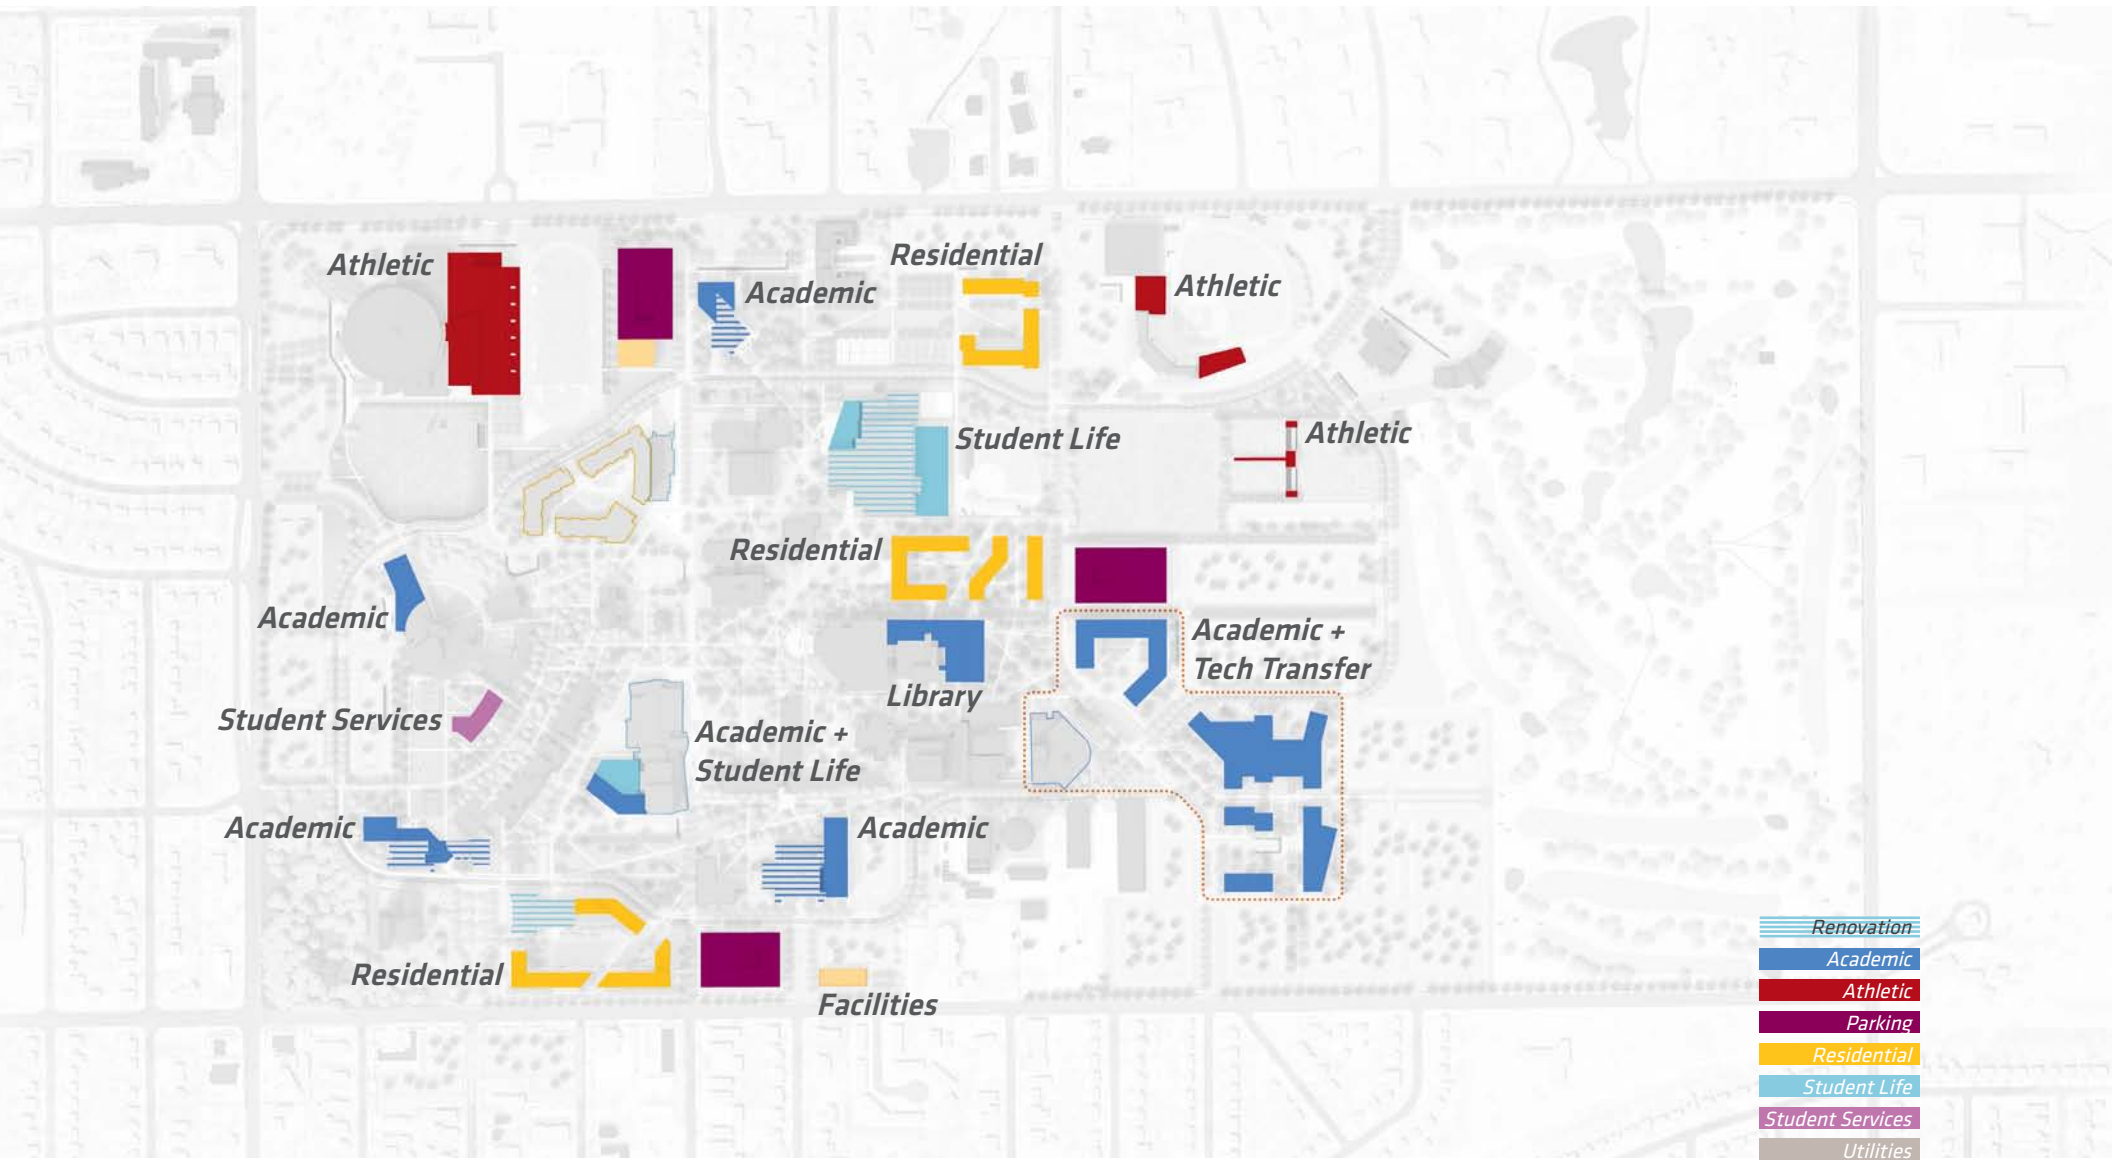 Residential
Athletic
Athletic
Academic
Athletic
Student Life
Residential
Academic
Academic +
Tech Transfer
Library
Student Services
Academic +
Student Life
Academic
Academic
Residential
Facilities
Renovation
Academic
Athletic
Parking
Residential
Student Life
Student Services
Utilities